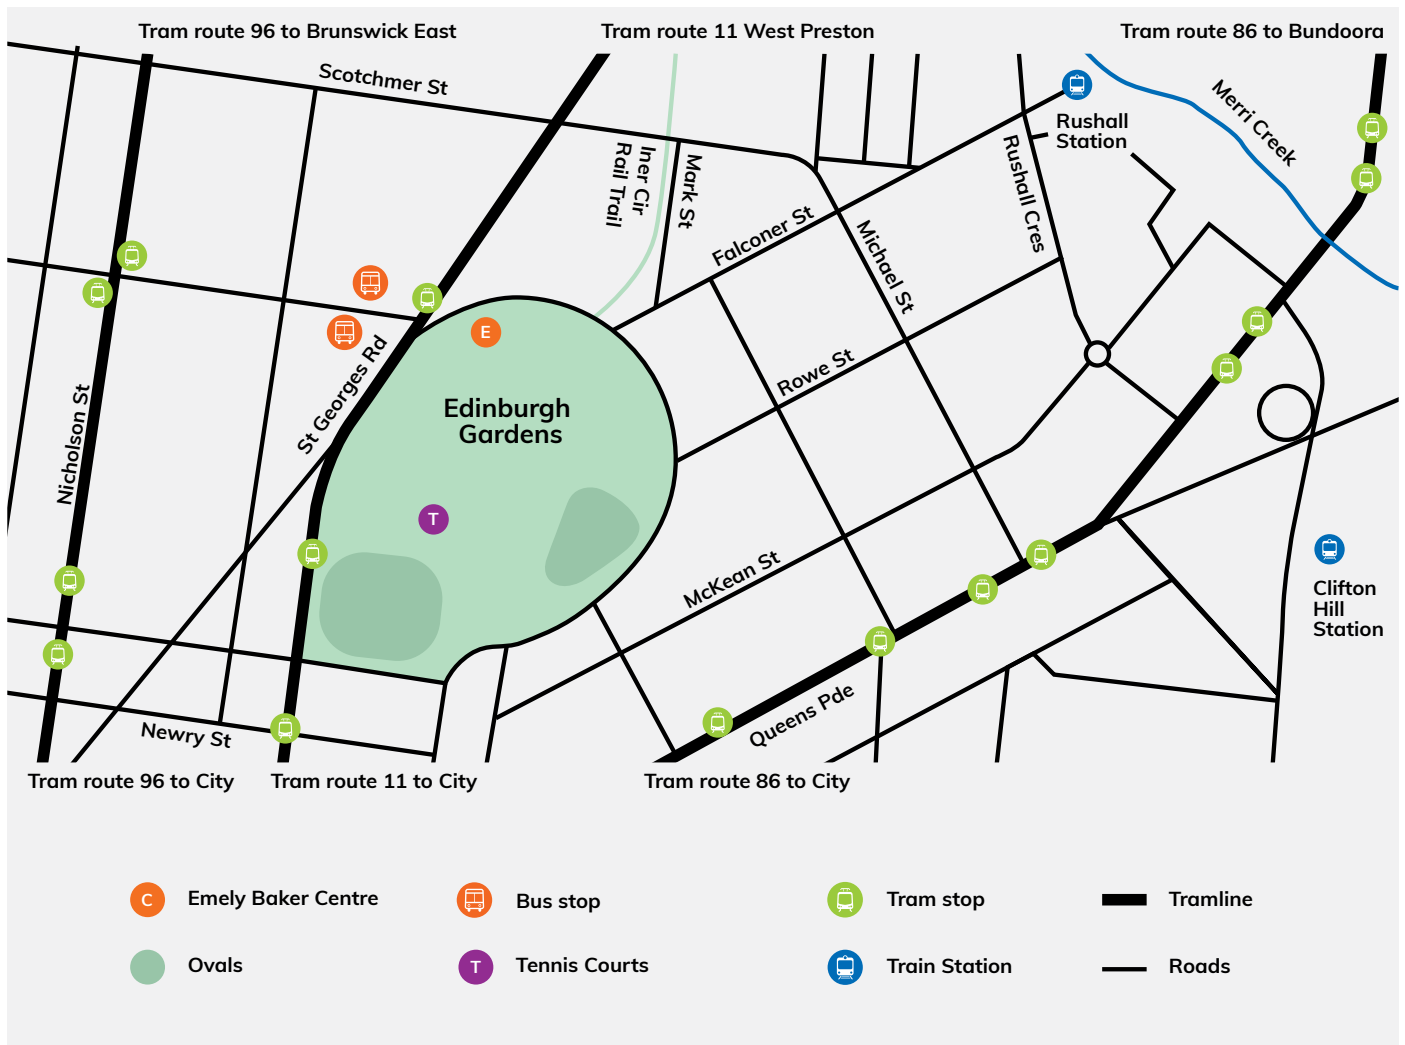 Tram route 96 to Brunswick East
Tram route 11 West Preston
Tram route 86 to Bundoora
Scotchmer St
Merri Creek
Rushall
Station
Iner Cir
Rail Trail
Mark St
Rushall Cres
Falconer St
Michael St
E
St Georges Rd
Rowe St
Nicholson St
Edinburgh
Gardens
T
McKean St
Clifton
Hill
Station
Queens Pde
Newry St
Tram route 96 to City
Tram route 11 to City
Tram route 86 to City
C
Emely Baker Centre
Bus stop
Tram stop
Tramline
Ovals
T
Tennis Courts
Train Station
Roads